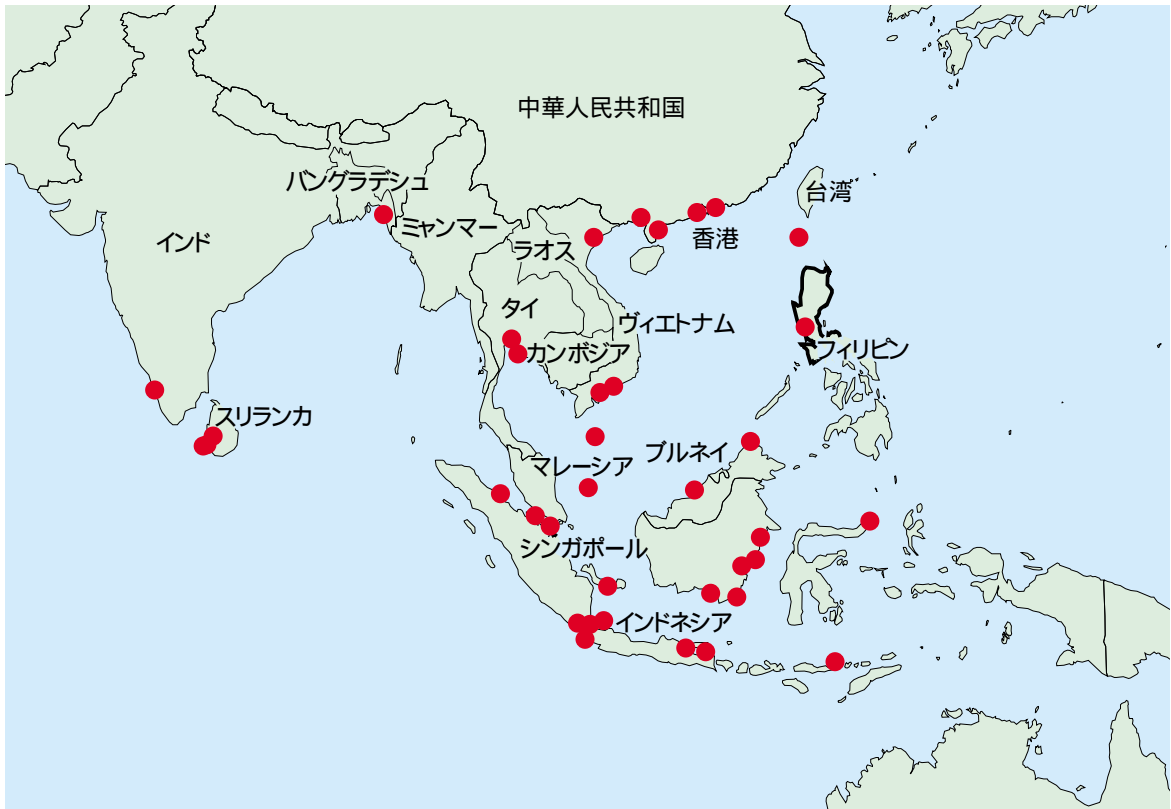 中華人民共和国
バングラデシュ
台湾
ミャンマー
インド
香港
ラオス
タイ
ヴィエトナム
カンボジア
フィリピン
スリランカ
ブルネイ
マレーシア
シンガポール
インドネシア